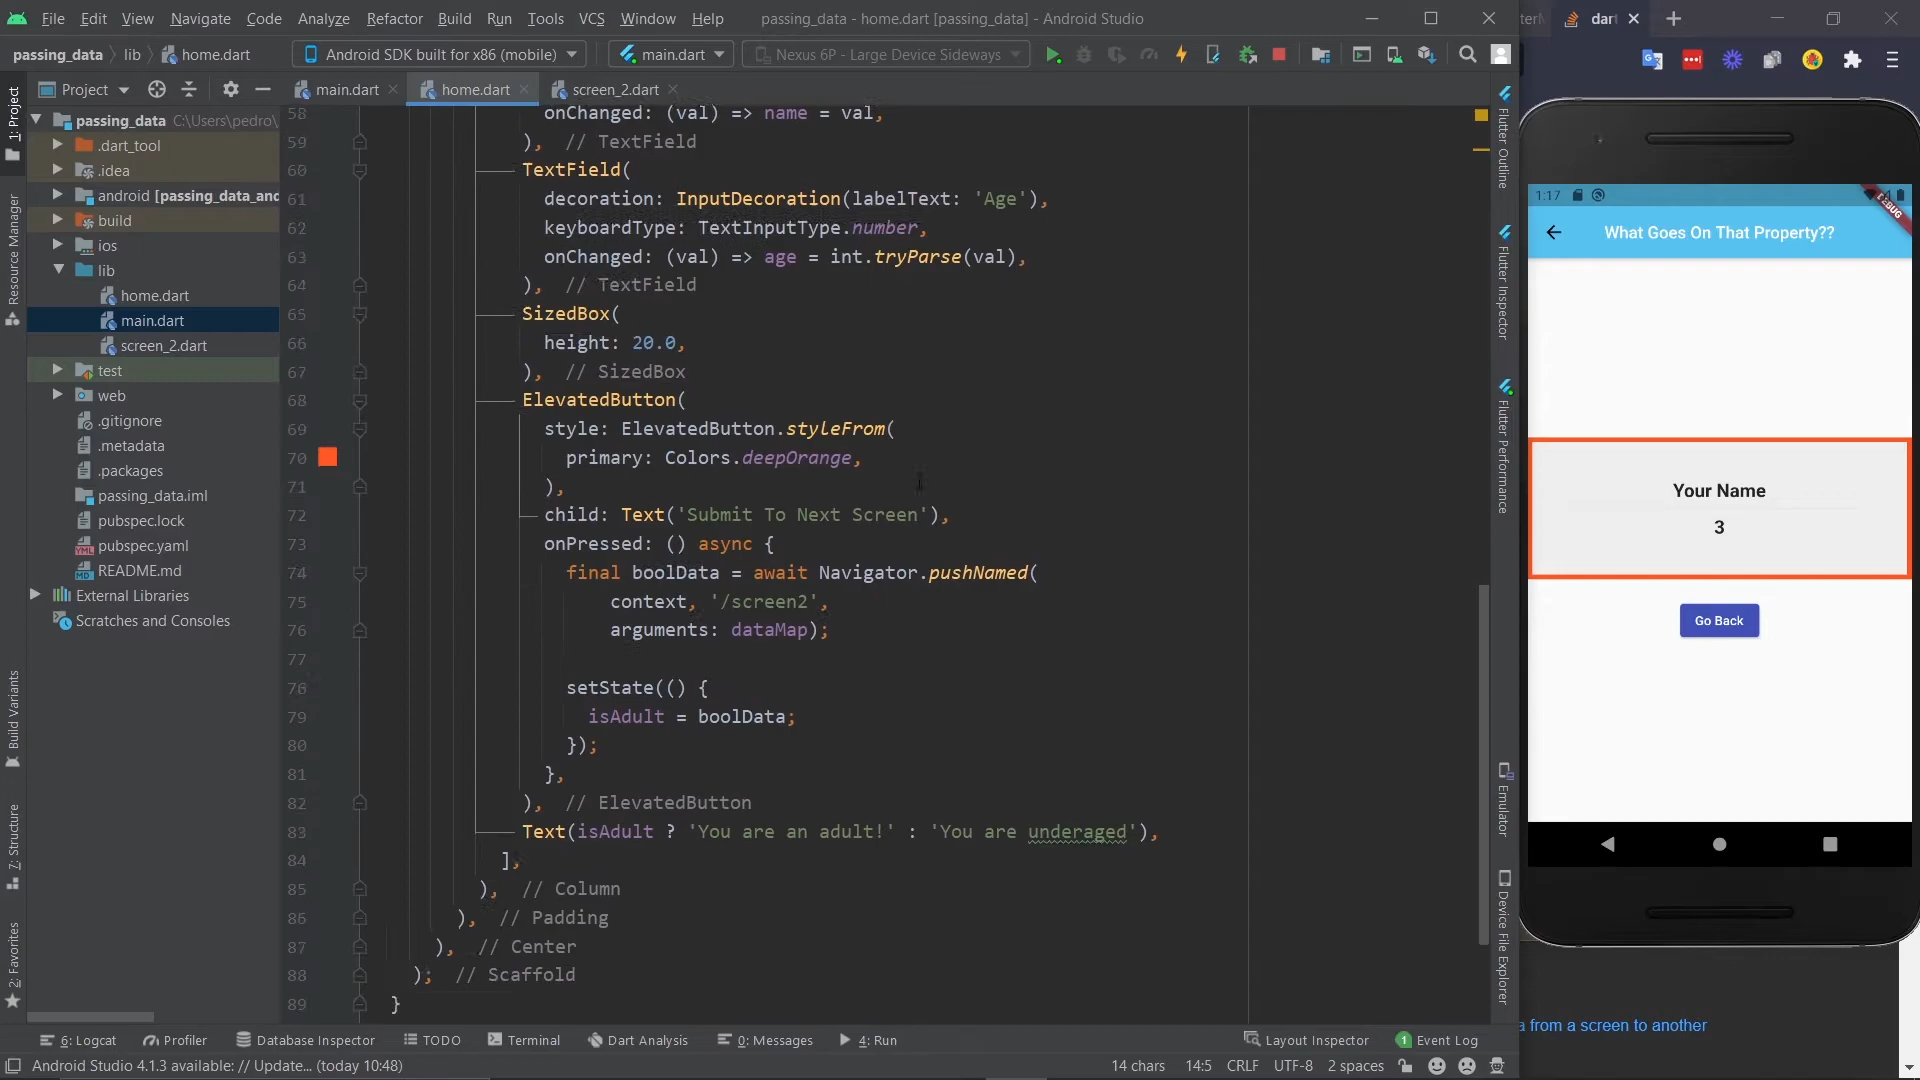 File Edit View Navigate Code Analyze Refactor Build Run Tools VCS Window Help passing_data - home.dart [passing_data] - Android Studio
dart
passing_data lib home.dart Android SDK built for x86 (mobile) main.dart Nexus 6P - Large Device Sideways
Project main.dart home.dart screen_2.dart
passing_data C:\Users\pedro\
.dart_tool
.idea
android [passing_data_and
build
ios
lib
home.dart
main.dart
screen_2.dart
test
web
.gitignore
.metadata
.packages
passing_data.iml
pubspec.lock
pubspec.yaml
README.md
External Libraries
Scratches and Consoles
1: Project
Resource Manager
Build Variants
7: Structure
2: Favorites
58 onChanged: (val) => name = val,
59 ), // TextField
60 TextField(
61 decoration: InputDecoration(labelText: 'Age'),
62 keyboardType: TextInputType.number,
63 onChanged: (val) => age = int.tryParse(val),
64 ), // TextField
65 SizedBox(
66 height: 20.0,
67 ), // SizedBox
68 ElevatedButton(
69 style: ElevatedButton.styleFrom(
70 primary: Colors.deepOrange,
71 ),
72 child: Text('Submit To Next Screen'),
73 onPressed: () async {
74 final boolData = await Navigator.pushNamed(
75 context, '/screen2',
76 arguments: dataMap);
77
78 setState(() {
79 isAdult = boolData;
80 });
81 },
82 ), // ElevatedButton
83 Text(isAdult ? 'You are an adult!' : 'You are underaged'),
84 ],
85 ), // Column
86 ), // Padding
87 ), // Center
88 ); // Scaffold
89 }
Flutter Outline
Flutter Inspector
Flutter Performance
Emulator
Device File Explorer
1:17
DEBUG
What Goes On That Property??
Your Name
3
Go Back
a from a screen to another
6: Logcat Profiler Database Inspector TODO Terminal Dart Analysis 0: Messages 4: Run Layout Inspector 1 Event Log
Android Studio 4.1.3 available: // Update... (today 10:48) 14 chars 14:5 CRLF UTF-8 2 spaces